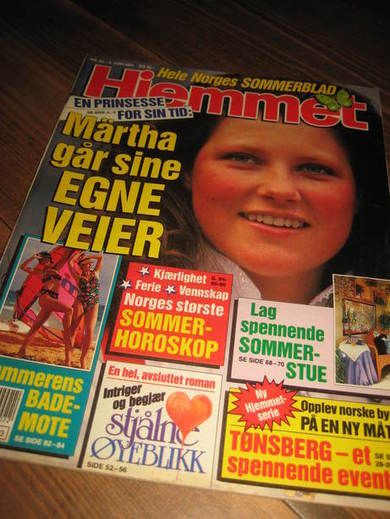 Hele Norges SOMMERBLAD
Hjemmet
EN PRINSESSE
FOR SIN TID:
Märtha
går sine
EGNE
VEIER
Kjærlighet
Ferie Vennskap
Norges største
SOMMER-
HOROSKOP
Lag
spennende
SOMMER-
STUE
SE SIDE 68-70
ommerens
BADE-
MOTE
SE SIDE 82-84
En hel, avsluttet roman
Intriger
og begjær
stjålne
ØYEBLIKK
SIDE 52-56
Ny
Hjemmet-
Serie
Opplev norske by
PÅ EN NY MÅT
TØNSBERG – et
spennende event